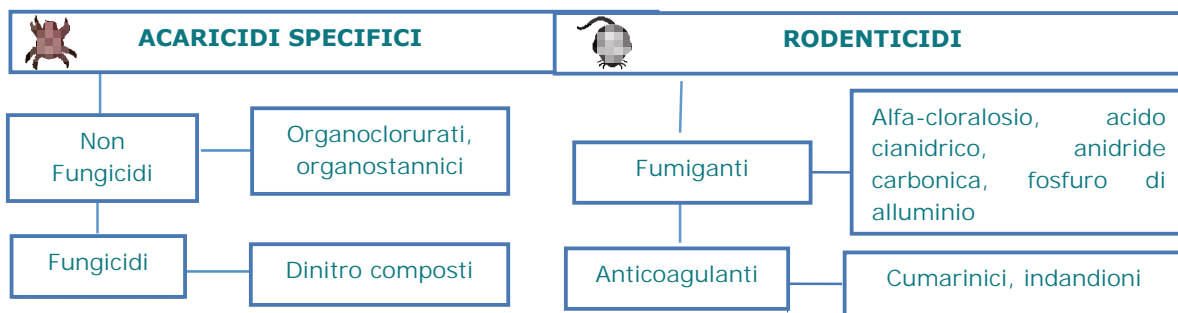 ACARICIDI SPECIFICI
Non
Fungicidi
Organoclorurati,
organostannici
Fungicidi
Dinitro composti
RODENTICIDI
Fumiganti
Alfa-cloralosio, acido
cianidrico, anidride
carbonica, fosfuro di
alluminio
Anticoagulanti
Cumarinici, indandioni